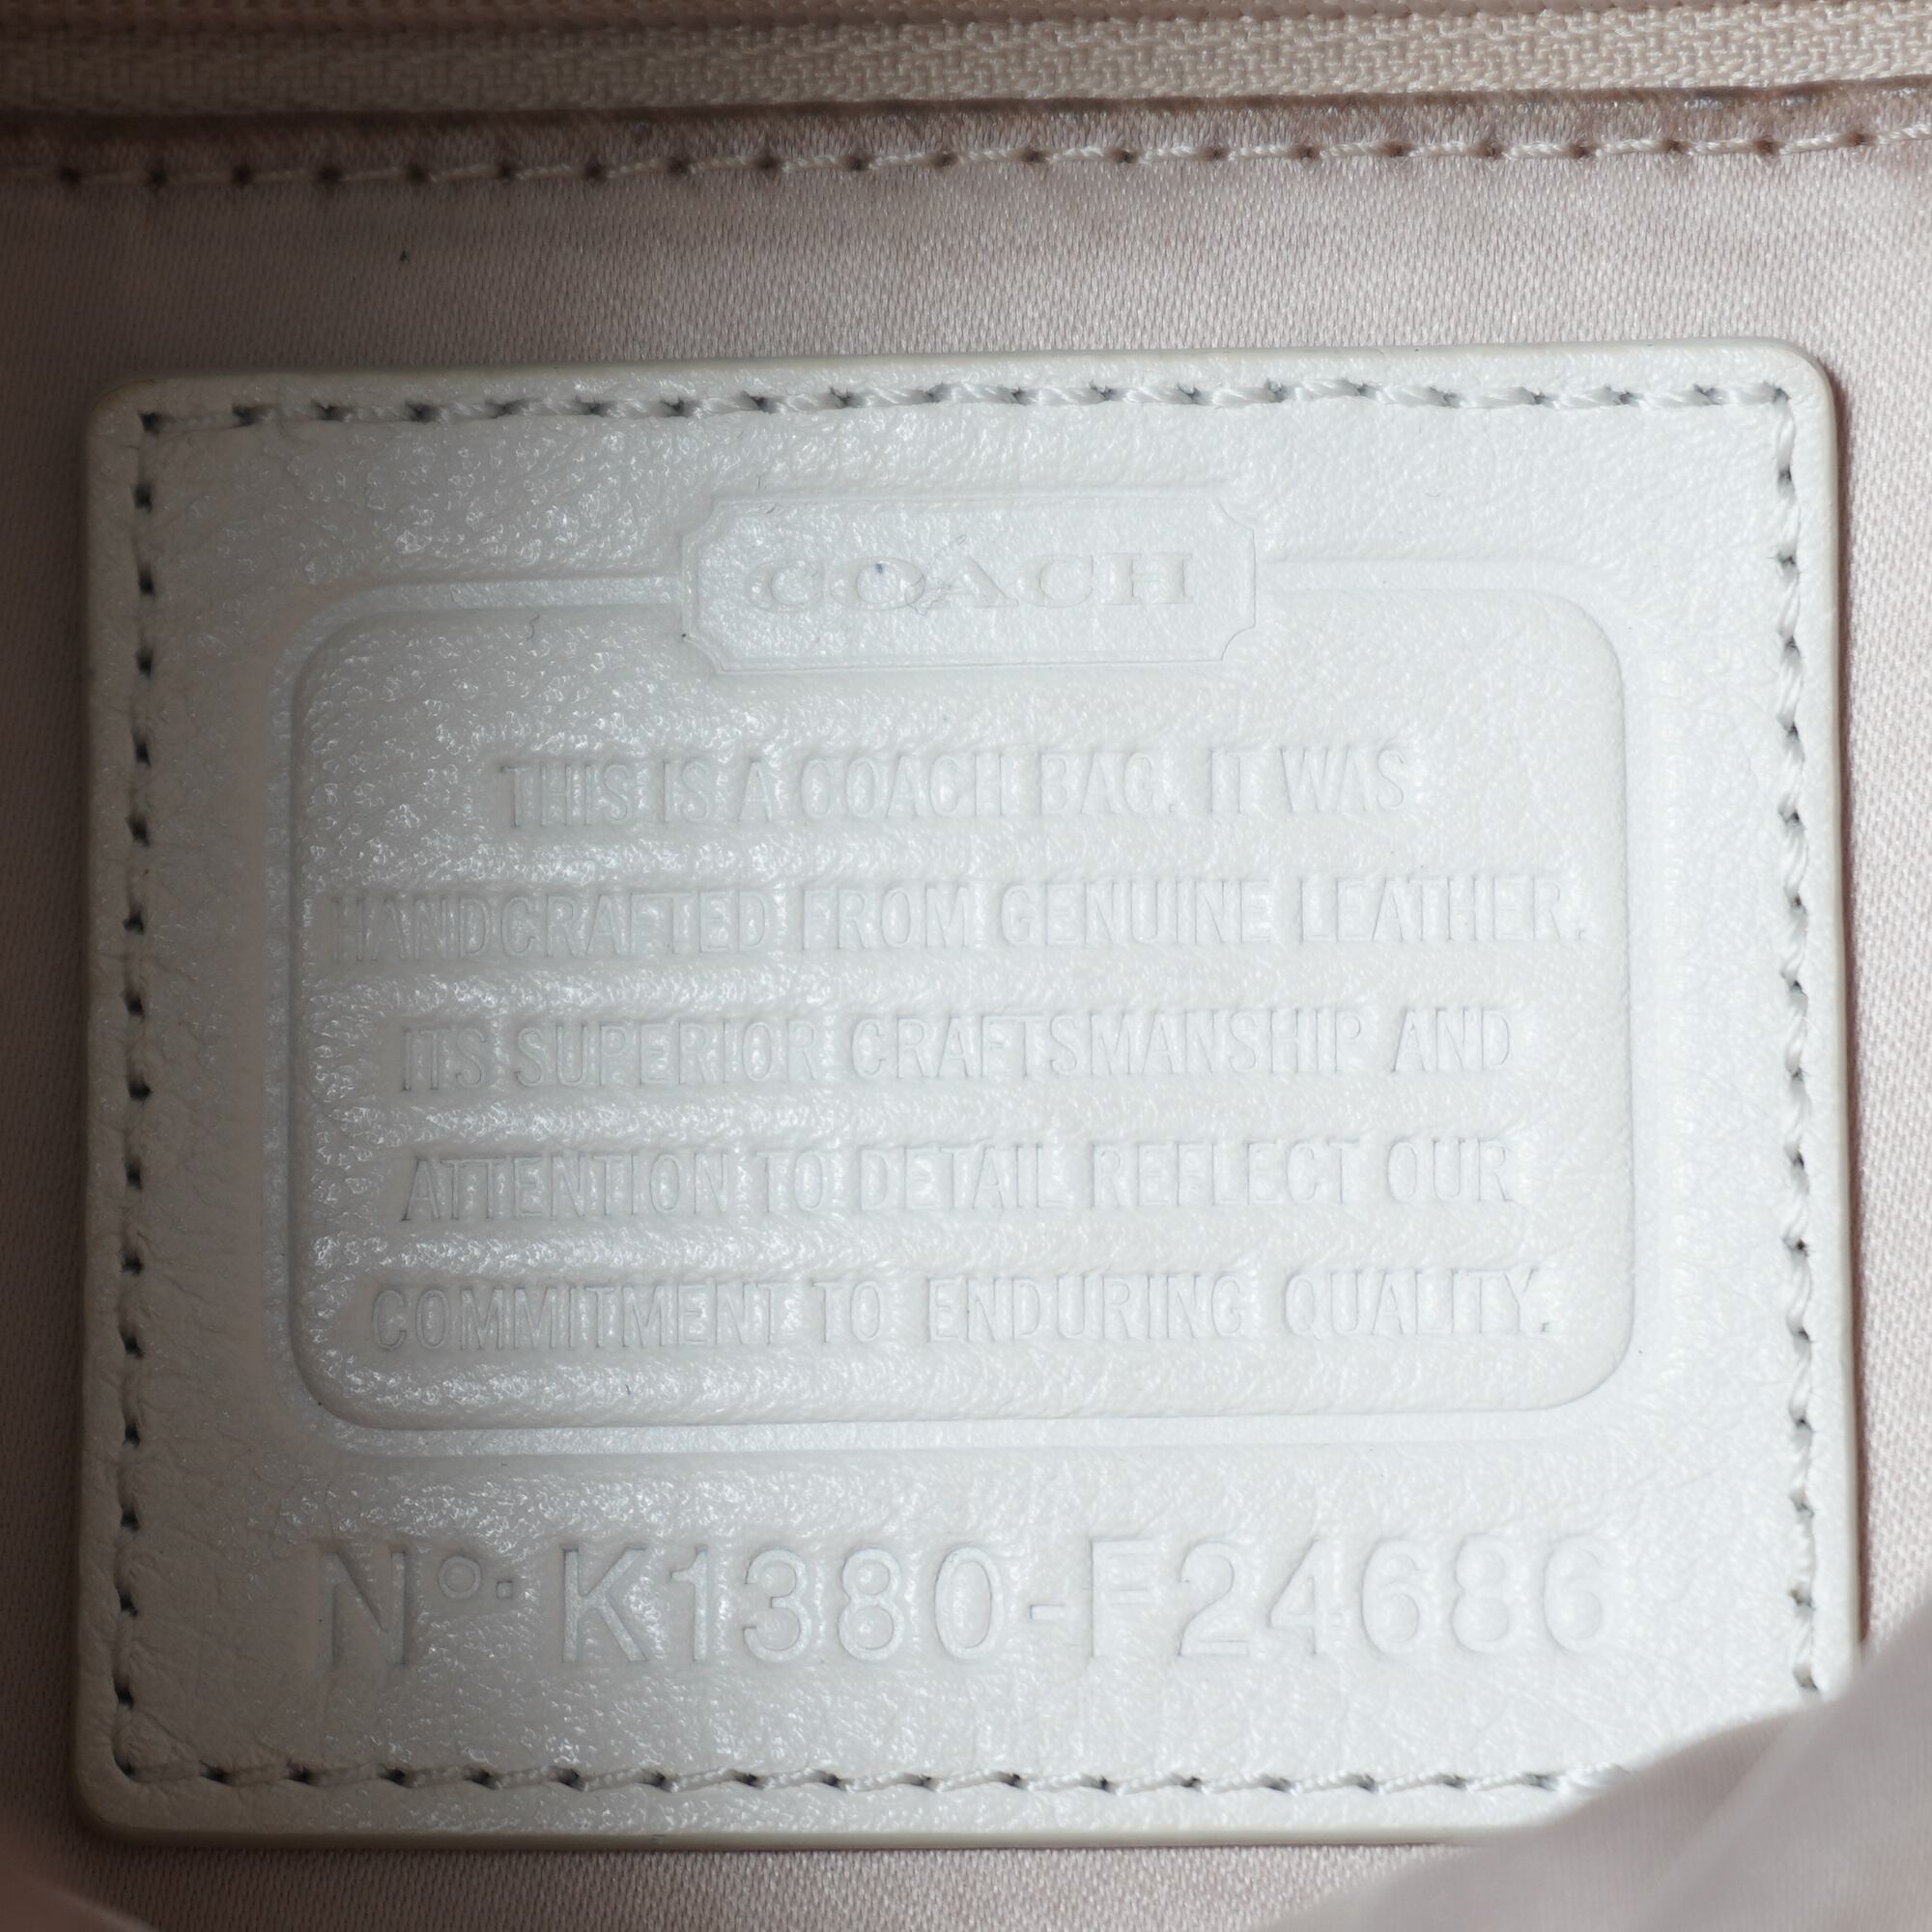 COACH
THIS IS A COACH BAG. IT WAS
HANDCRAFTED FROM GENUINE LEATHER.
ITS SUPERIOR CRAFTSMANSHIP AND
ATTENTION TO DETAIL REFLECT OUR
COMMITMENT TO ENDURING QUALITY.
Nº· K1380-F24686